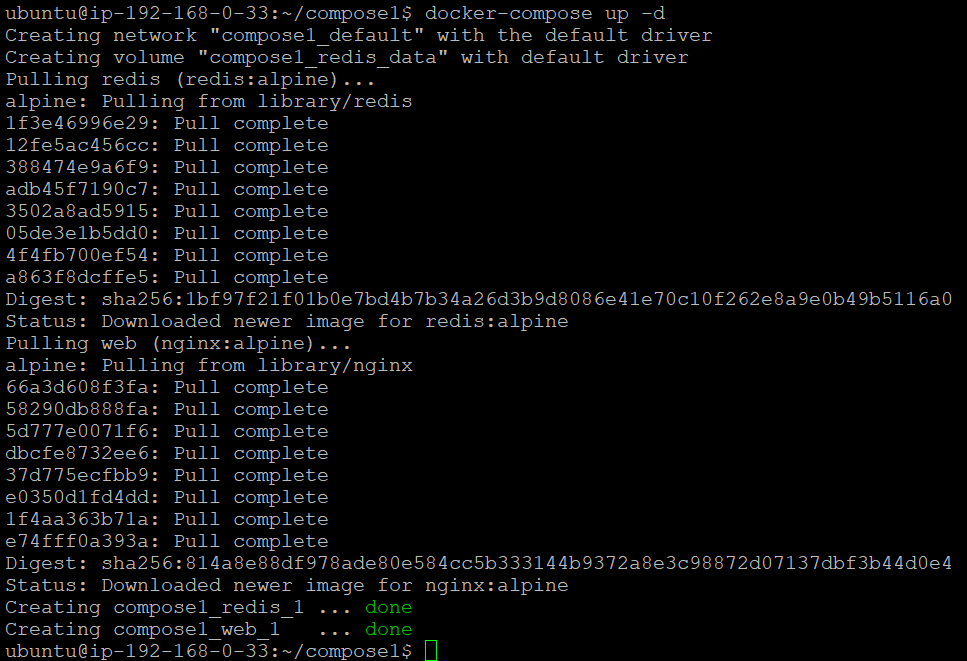 ubuntu@ip-192-168-0-33:~/compose1$ docker-compose up -d
Creating network "compose1_default" with the default driver
Creating volume "compose1_redis_data" with default driver
Pulling redis (redis:alpine)...
alpine: Pulling from library/redis
1f3e46996e29: Pull complete
12fe5ac456cc: Pull complete
388474e9a6f9: Pull complete
adb45f7190c7: Pull complete
3502a8ad5915: Pull complete
05de3e1b5dd0: Pull complete
4f4fb700ef54: Pull complete
a863f8dcffe5: Pull complete
Digest: sha256:1bf97f21f01b0e7bd4b7b34a26d3b9d8086e41e70c10f262e8a9e0b49b5116a0
Status: Downloaded newer image for redis:alpine
Pulling web (nginx:alpine)...
alpine: Pulling from library/nginx
66a3d608f3fa: Pull complete
58290db888fa: Pull complete
5d777e0071f6: Pull complete
dbcfe8732ee6: Pull complete
37d775ecfbb9: Pull complete
e0350d1fd4dd: Pull complete
1f4aa363b71a: Pull complete
e74fff0a393a: Pull complete
Digest: sha256:814a8e88df978ade80e584cc5b333144b9372a8e3c98872d07137dbf3b44d0e4
Status: Downloaded newer image for nginx:alpine
Creating compose1_redis_1 ... done
Creating compose1_web_1   ... done
ubuntu@ip-192-168-0-33:~/compose1$